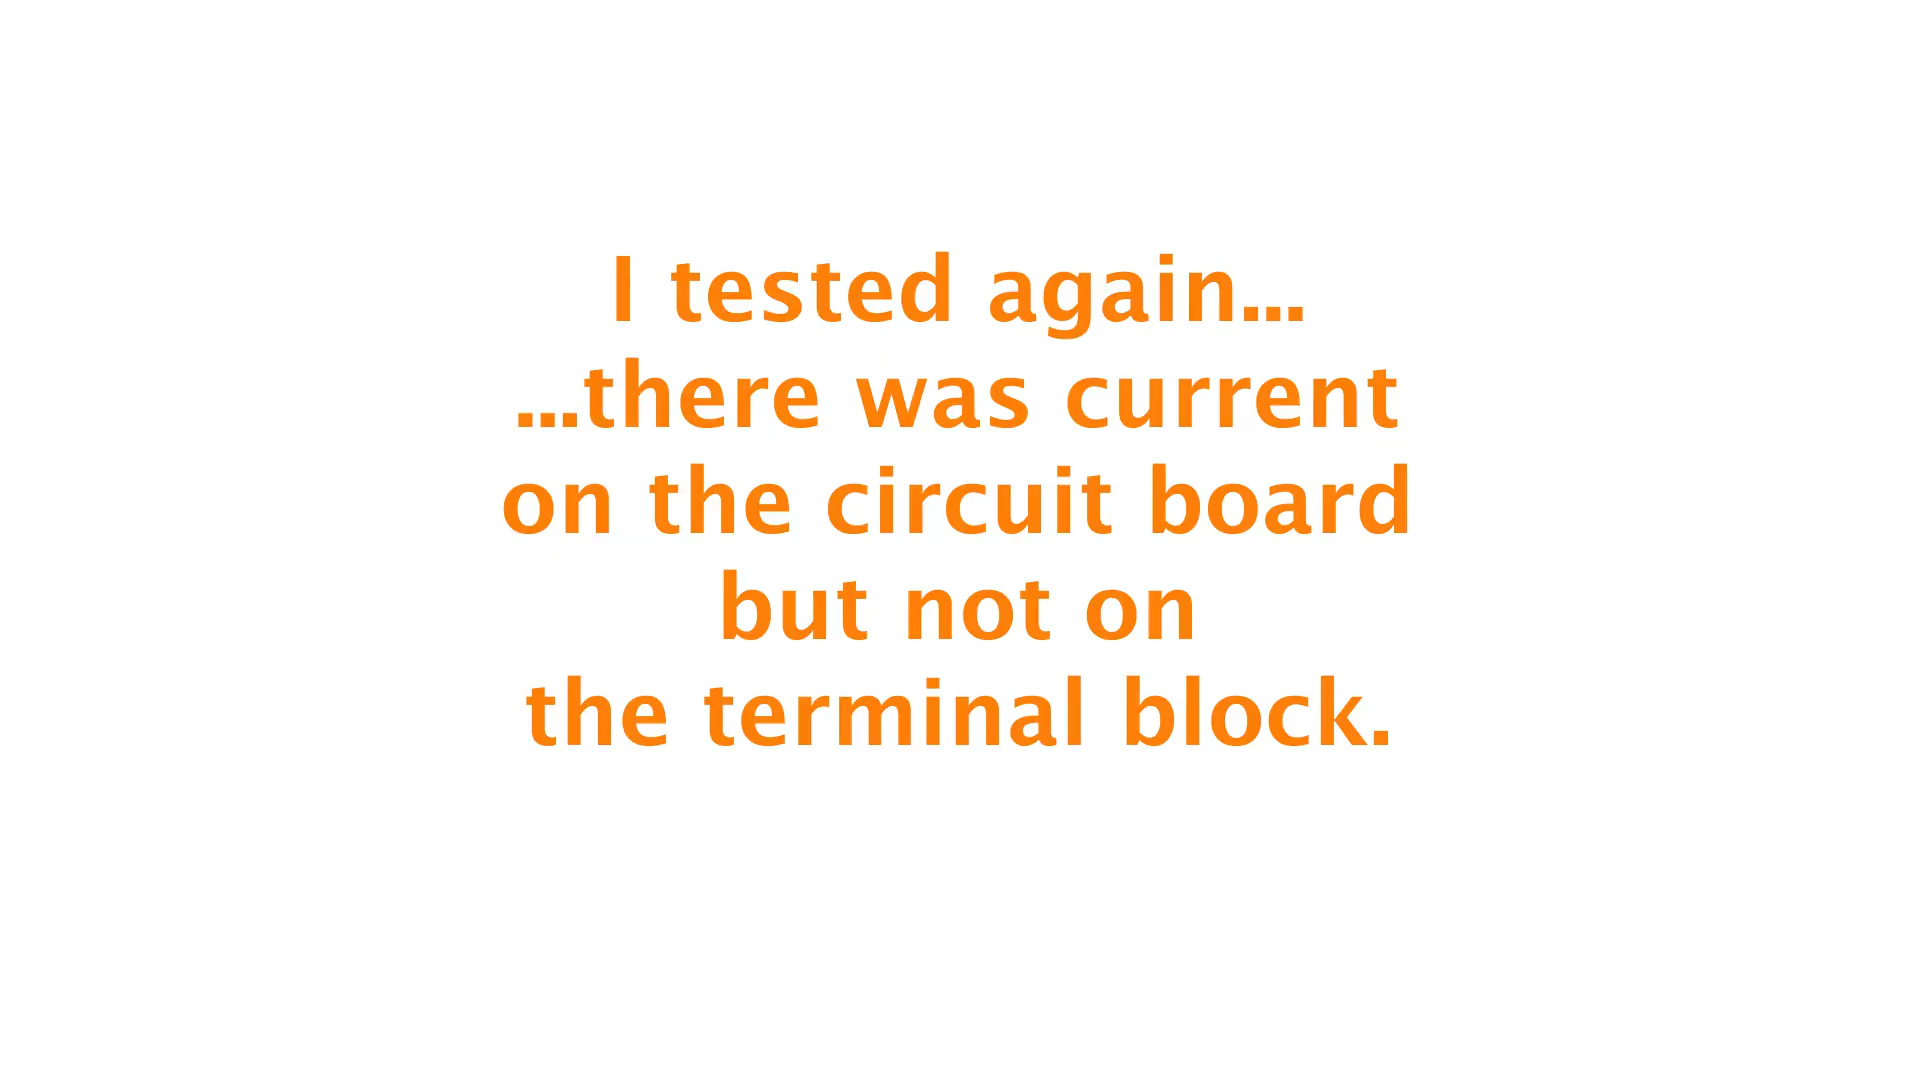 I tested again...
...there was current
on the circuit board
but not on
the terminal block.